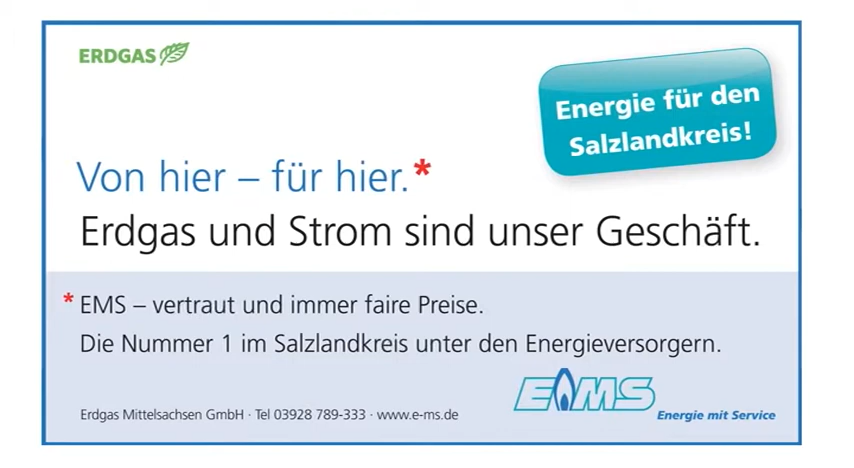 ERDGAS
Energie für den
Salzlandkreis!
Von hier – für hier.*
Erdgas und Strom sind unser Geschäft.
* EMS – vertraut und immer faire Preise.
Die Nummer 1 im Salzlandkreis unter den Energieversorgern.
EMS
Energie mit Service
Erdgas Mittelsachsen GmbH · Tel 03928 789-333 · www.e-ms.de